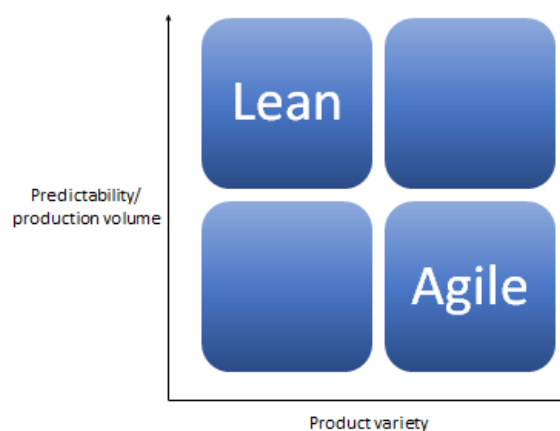 Lean
Agile
Predictability/
production volume
Product variety